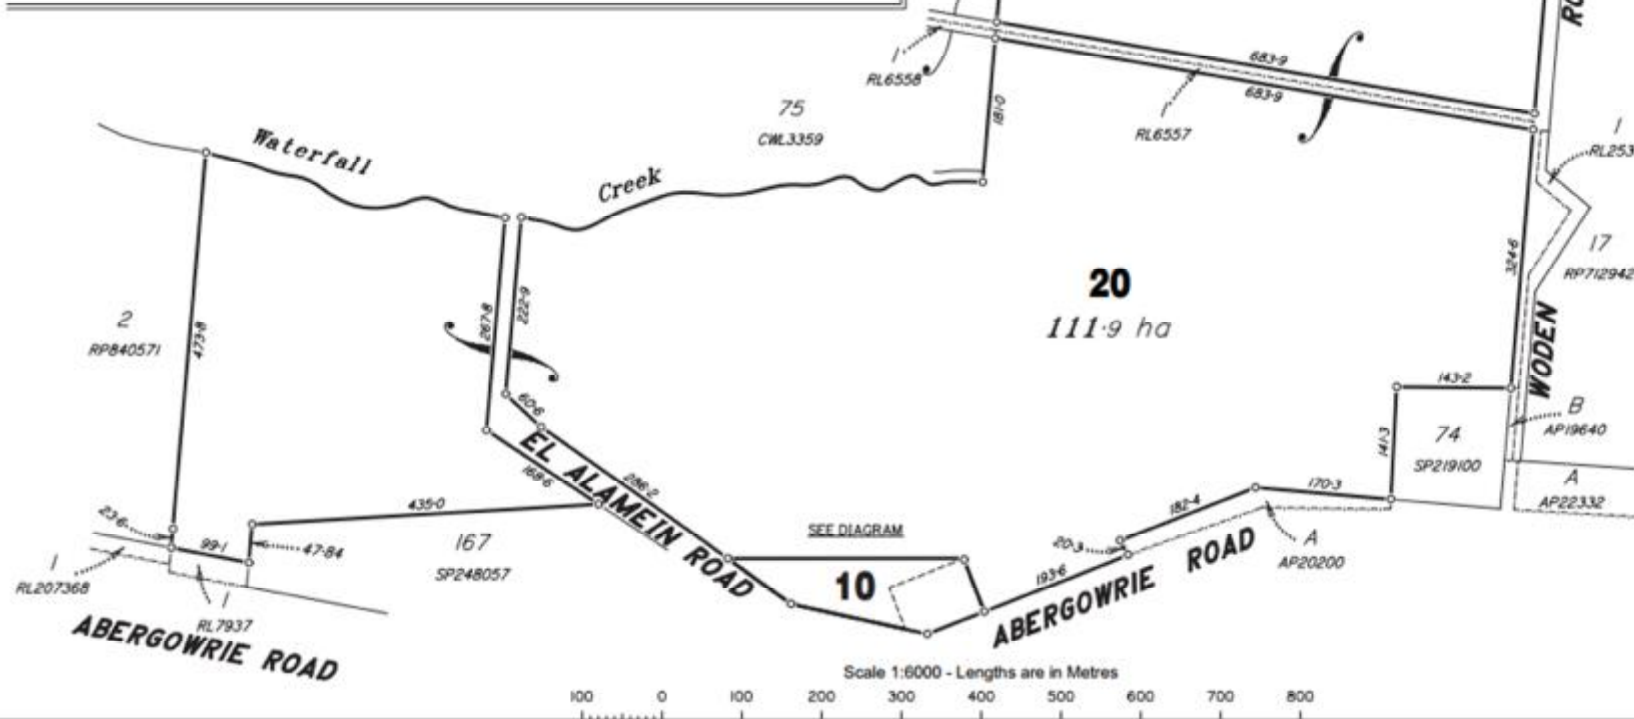 RO
683·9
683·9
1
RL6558
181·0
RL6557
1
75
CWL3359
1
RL253
Waterfall
Creek
17
RP712942
324·6
20
111·9 ha
2
RP840571
473·8
267·8
222·9
60·6
WODEN
143·2
141·3
74
SP219100
B
AP19640
A
AP22332
EL ALAMEIN ROAD
168·6
286·2
435·0
23·6
99·1
47·84
167
SP248057
1
RL207368
1
RL7937
ABERGOWRIE ROAD
SEE DIAGRAM
10
182·4
170·3
20·3
193·6
A
AP20200
ABERGOWRIE ROAD
Scale 1:6000 - Lengths are in Metres
100 0 100 200 300 400 500 600 700 800